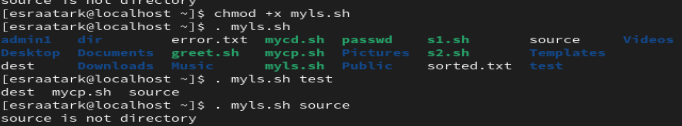 source is not directory
[esraatark@localhost ~]$ chmod +x myls.sh
[esraatark@localhost ~]$ . myls.sh
admin1 dir error.txt mycd.sh passwd s1.sh source Videos
Desktop Documents greet.sh mycp.sh Pictures s2.sh Templates
dest Downloads Music myls.sh Public sorted.txt test
[esraatark@localhost ~]$ . myls.sh test
dest mycp.sh source
[esraatark@localhost ~]$ . myls.sh source
source is not directory